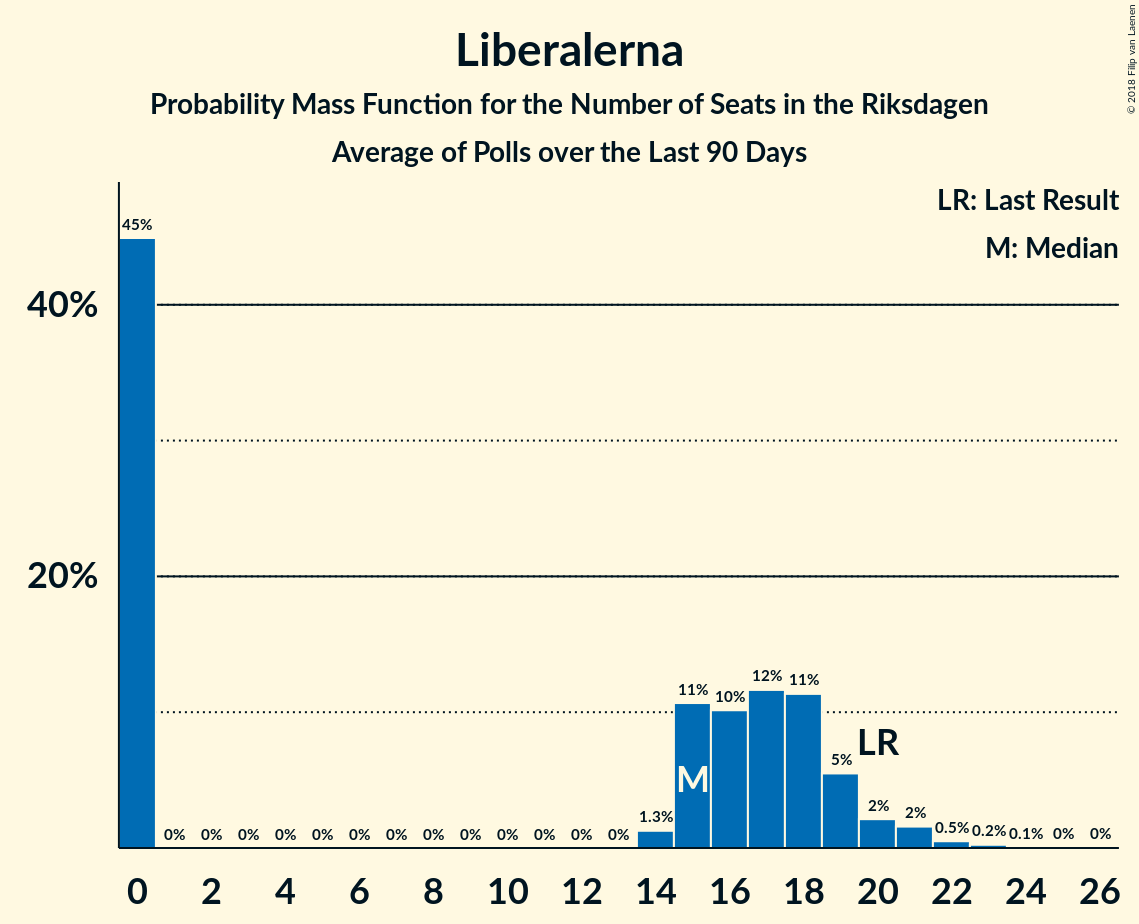 Liberalerna
Probability Mass Function for the Number of Seats in the Riksdagen
Average of Polls over the Last 90 Days
© 2018 Filip van Laenen
LR: Last Result
M: Median
40%
20%
45%
0% 0% 0% 0% 0% 0% 0% 0% 0% 0% 0% 0% 0% 1.3% 11% 10% 12% 11% 5% 2% 2% 0.5% 0.2% 0.1% 0% 0%
M
LR
0 2 4 6 8 10 12 14 16 18 20 22 24 26